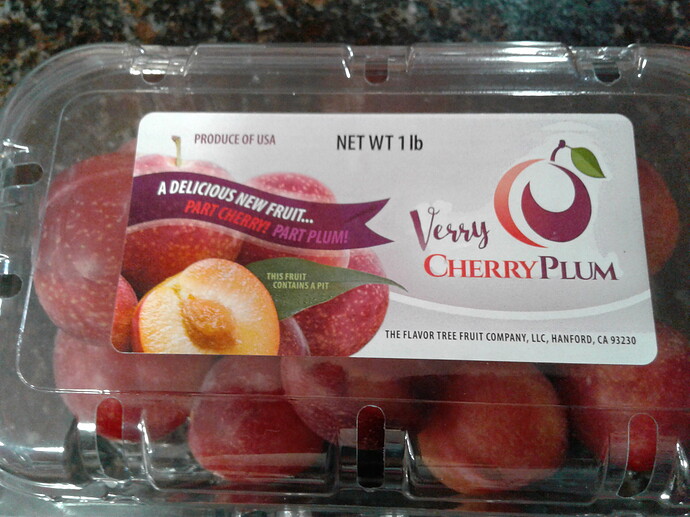 PRODUCE OF USA
NET WT 1 lb
A DELICIOUS NEW FRUIT...
PART CHERRY! PART PLUM!
THIS FRUIT
CONTAINS A PIT
Verry
CHERRYPLUM
THE FLAVOR TREE FRUIT COMPANY, LLC, HANFORD, CA 93230